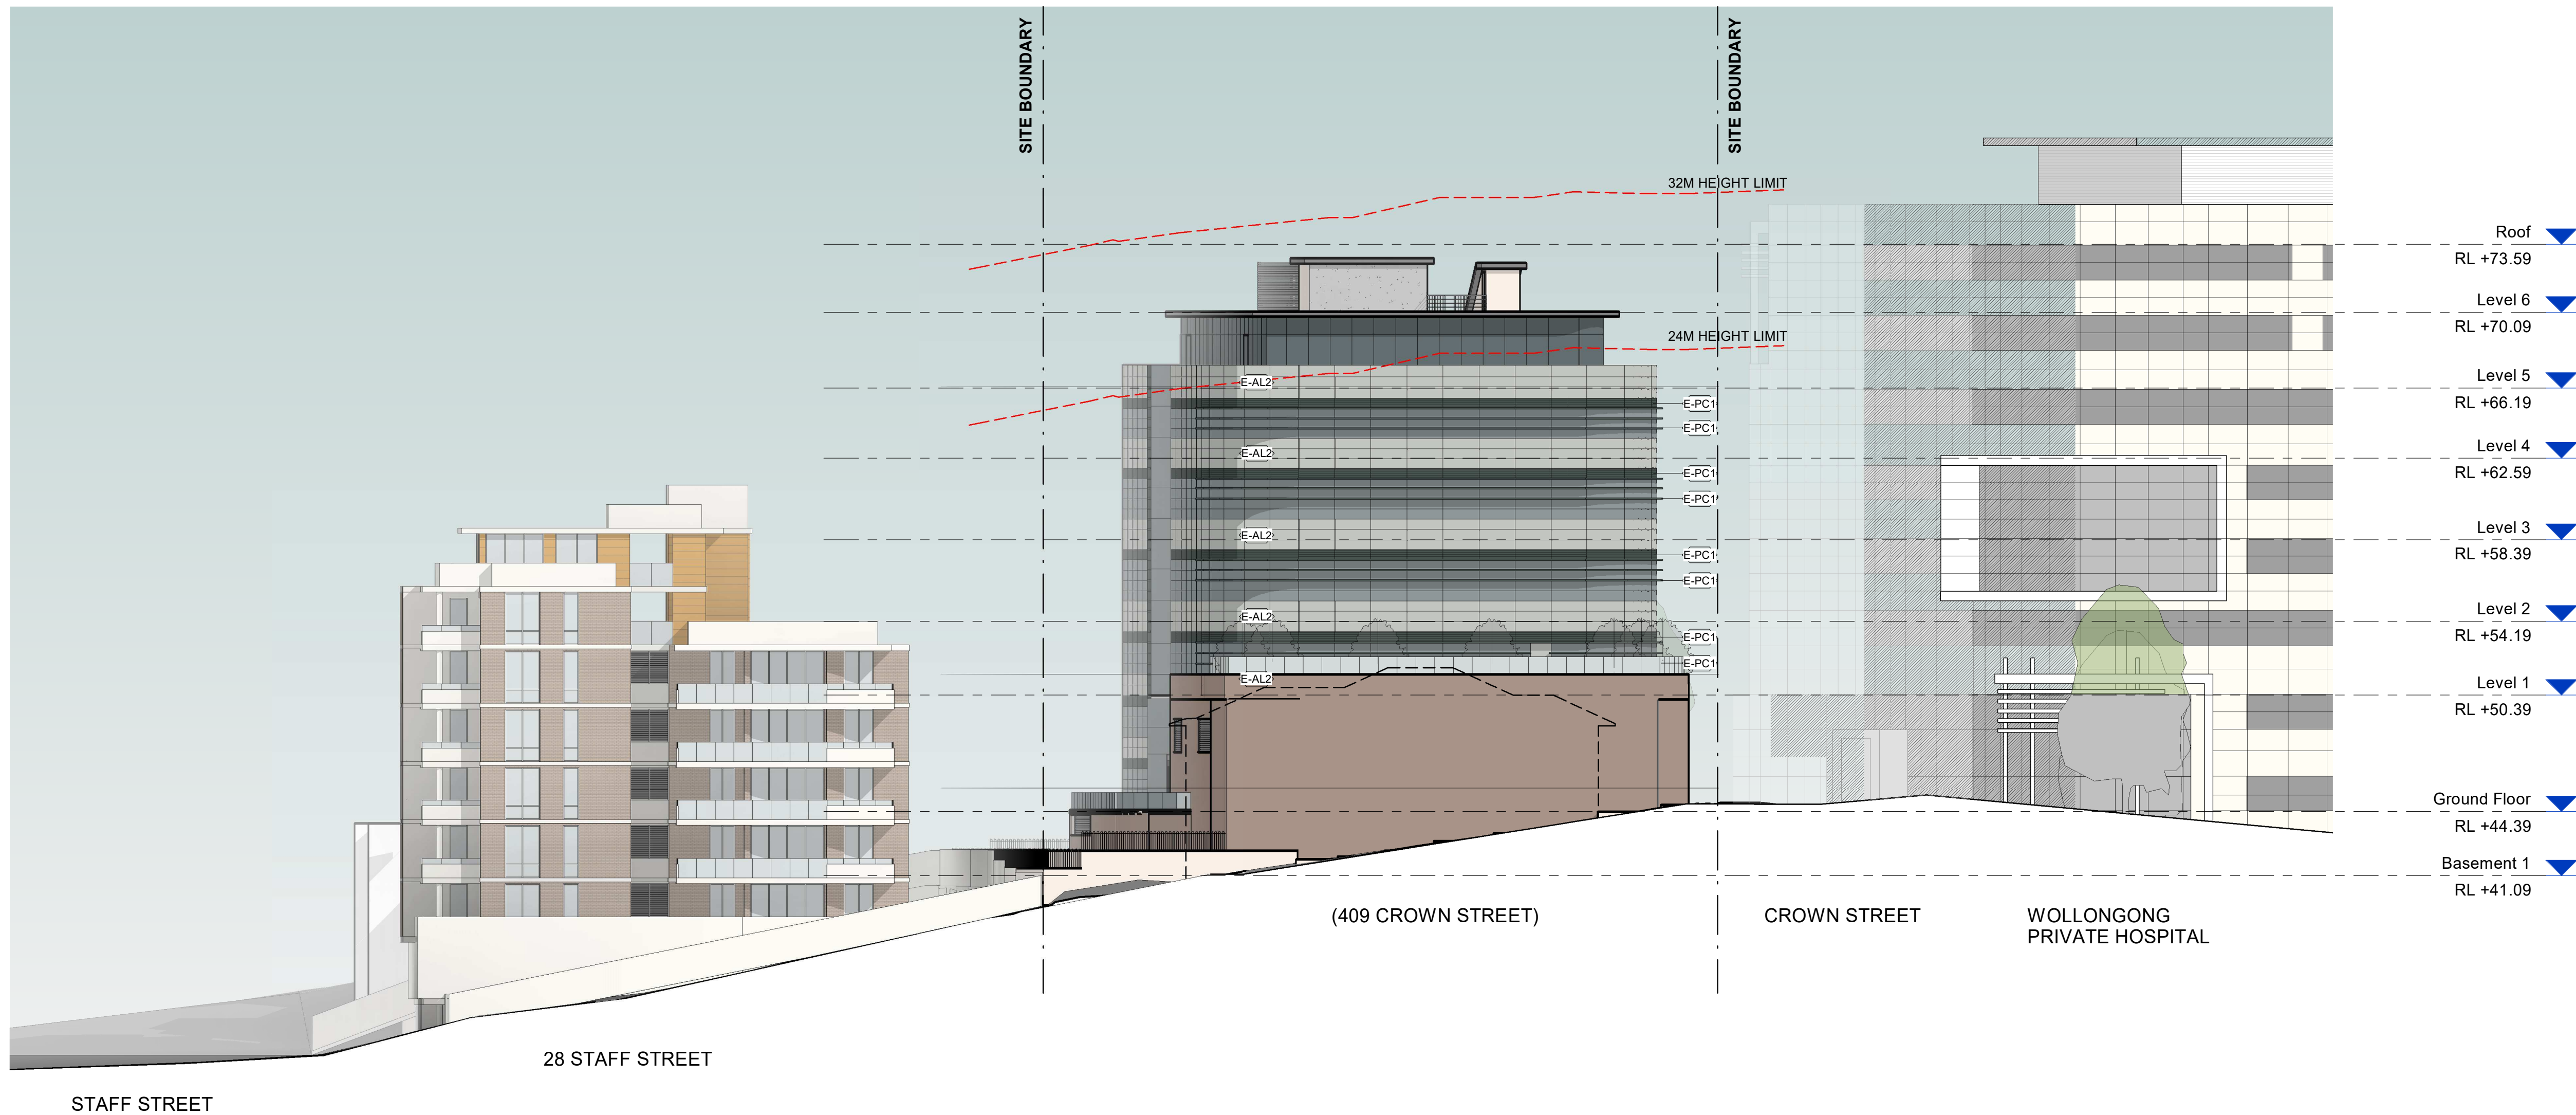 SITE BOUNDARY
SITE BOUNDARY
32M HEIGHT LIMIT
Roof
RL +73.59
Level 6
RL +70.09
24M HEIGHT LIMIT
Level 5
RL +66.19
E-AL2
E-PC1
E-PC1
Level 4
RL +62.59
E-AL2
E-PC1
E-PC1
Level 3
RL +58.39
E-AL2
E-PC1
E-PC1
Level 2
RL +54.19
E-AL2
E-PC1
E-PC1
E-AL2
Level 1
RL +50.39
Ground Floor
RL +44.39
Basement 1
RL +41.09
(409 CROWN STREET)
CROWN STREET
WOLLONGONG
PRIVATE HOSPITAL
28 STAFF STREET
STAFF STREET